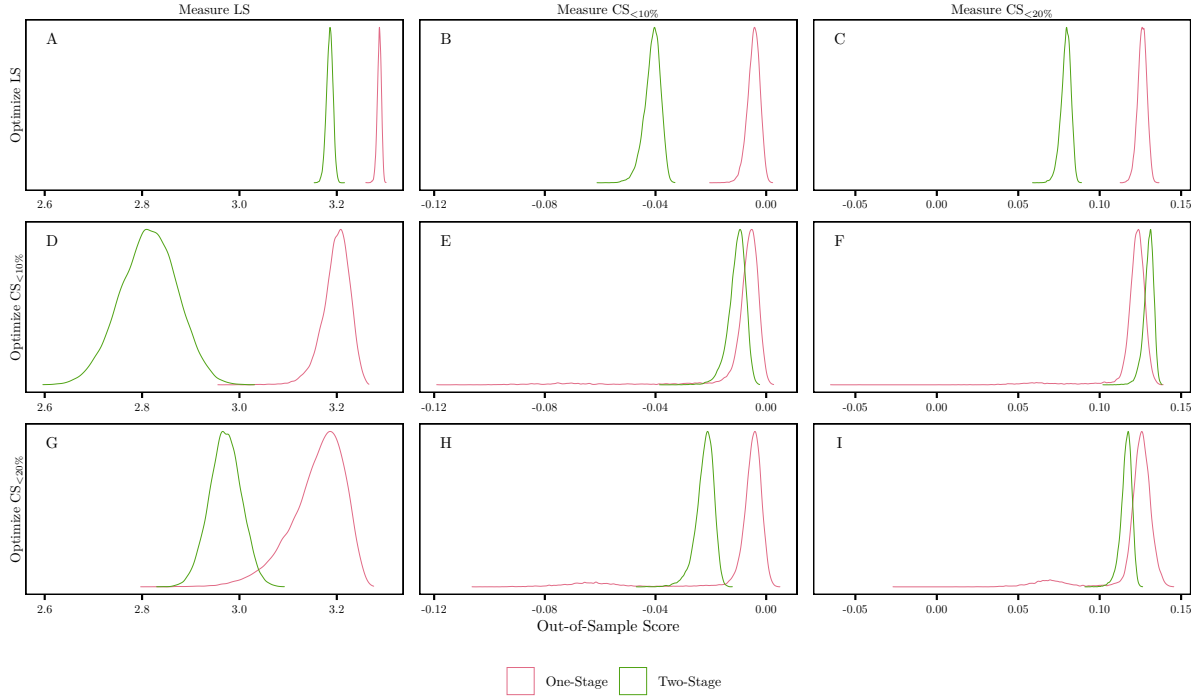 Measure LS
Measure CS<10%
Measure CS<20%
Optimize LS
A
B
C
2.6 2.8 3.0 3.2
-0.12 -0.08 -0.04 0.00
-0.05 0.00 0.05 0.10 0.15
Optimize CS<10%
D
E
F
2.6 2.8 3.0 3.2
-0.12 -0.08 -0.04 0.00
-0.05 0.00 0.05 0.10 0.15
Optimize CS<20%
G
H
I
2.6 2.8 3.0 3.2
-0.12 -0.08 -0.04 0.00
-0.05 0.00 0.05 0.10 0.15
Out-of-Sample Score
One-Stage
Two-Stage